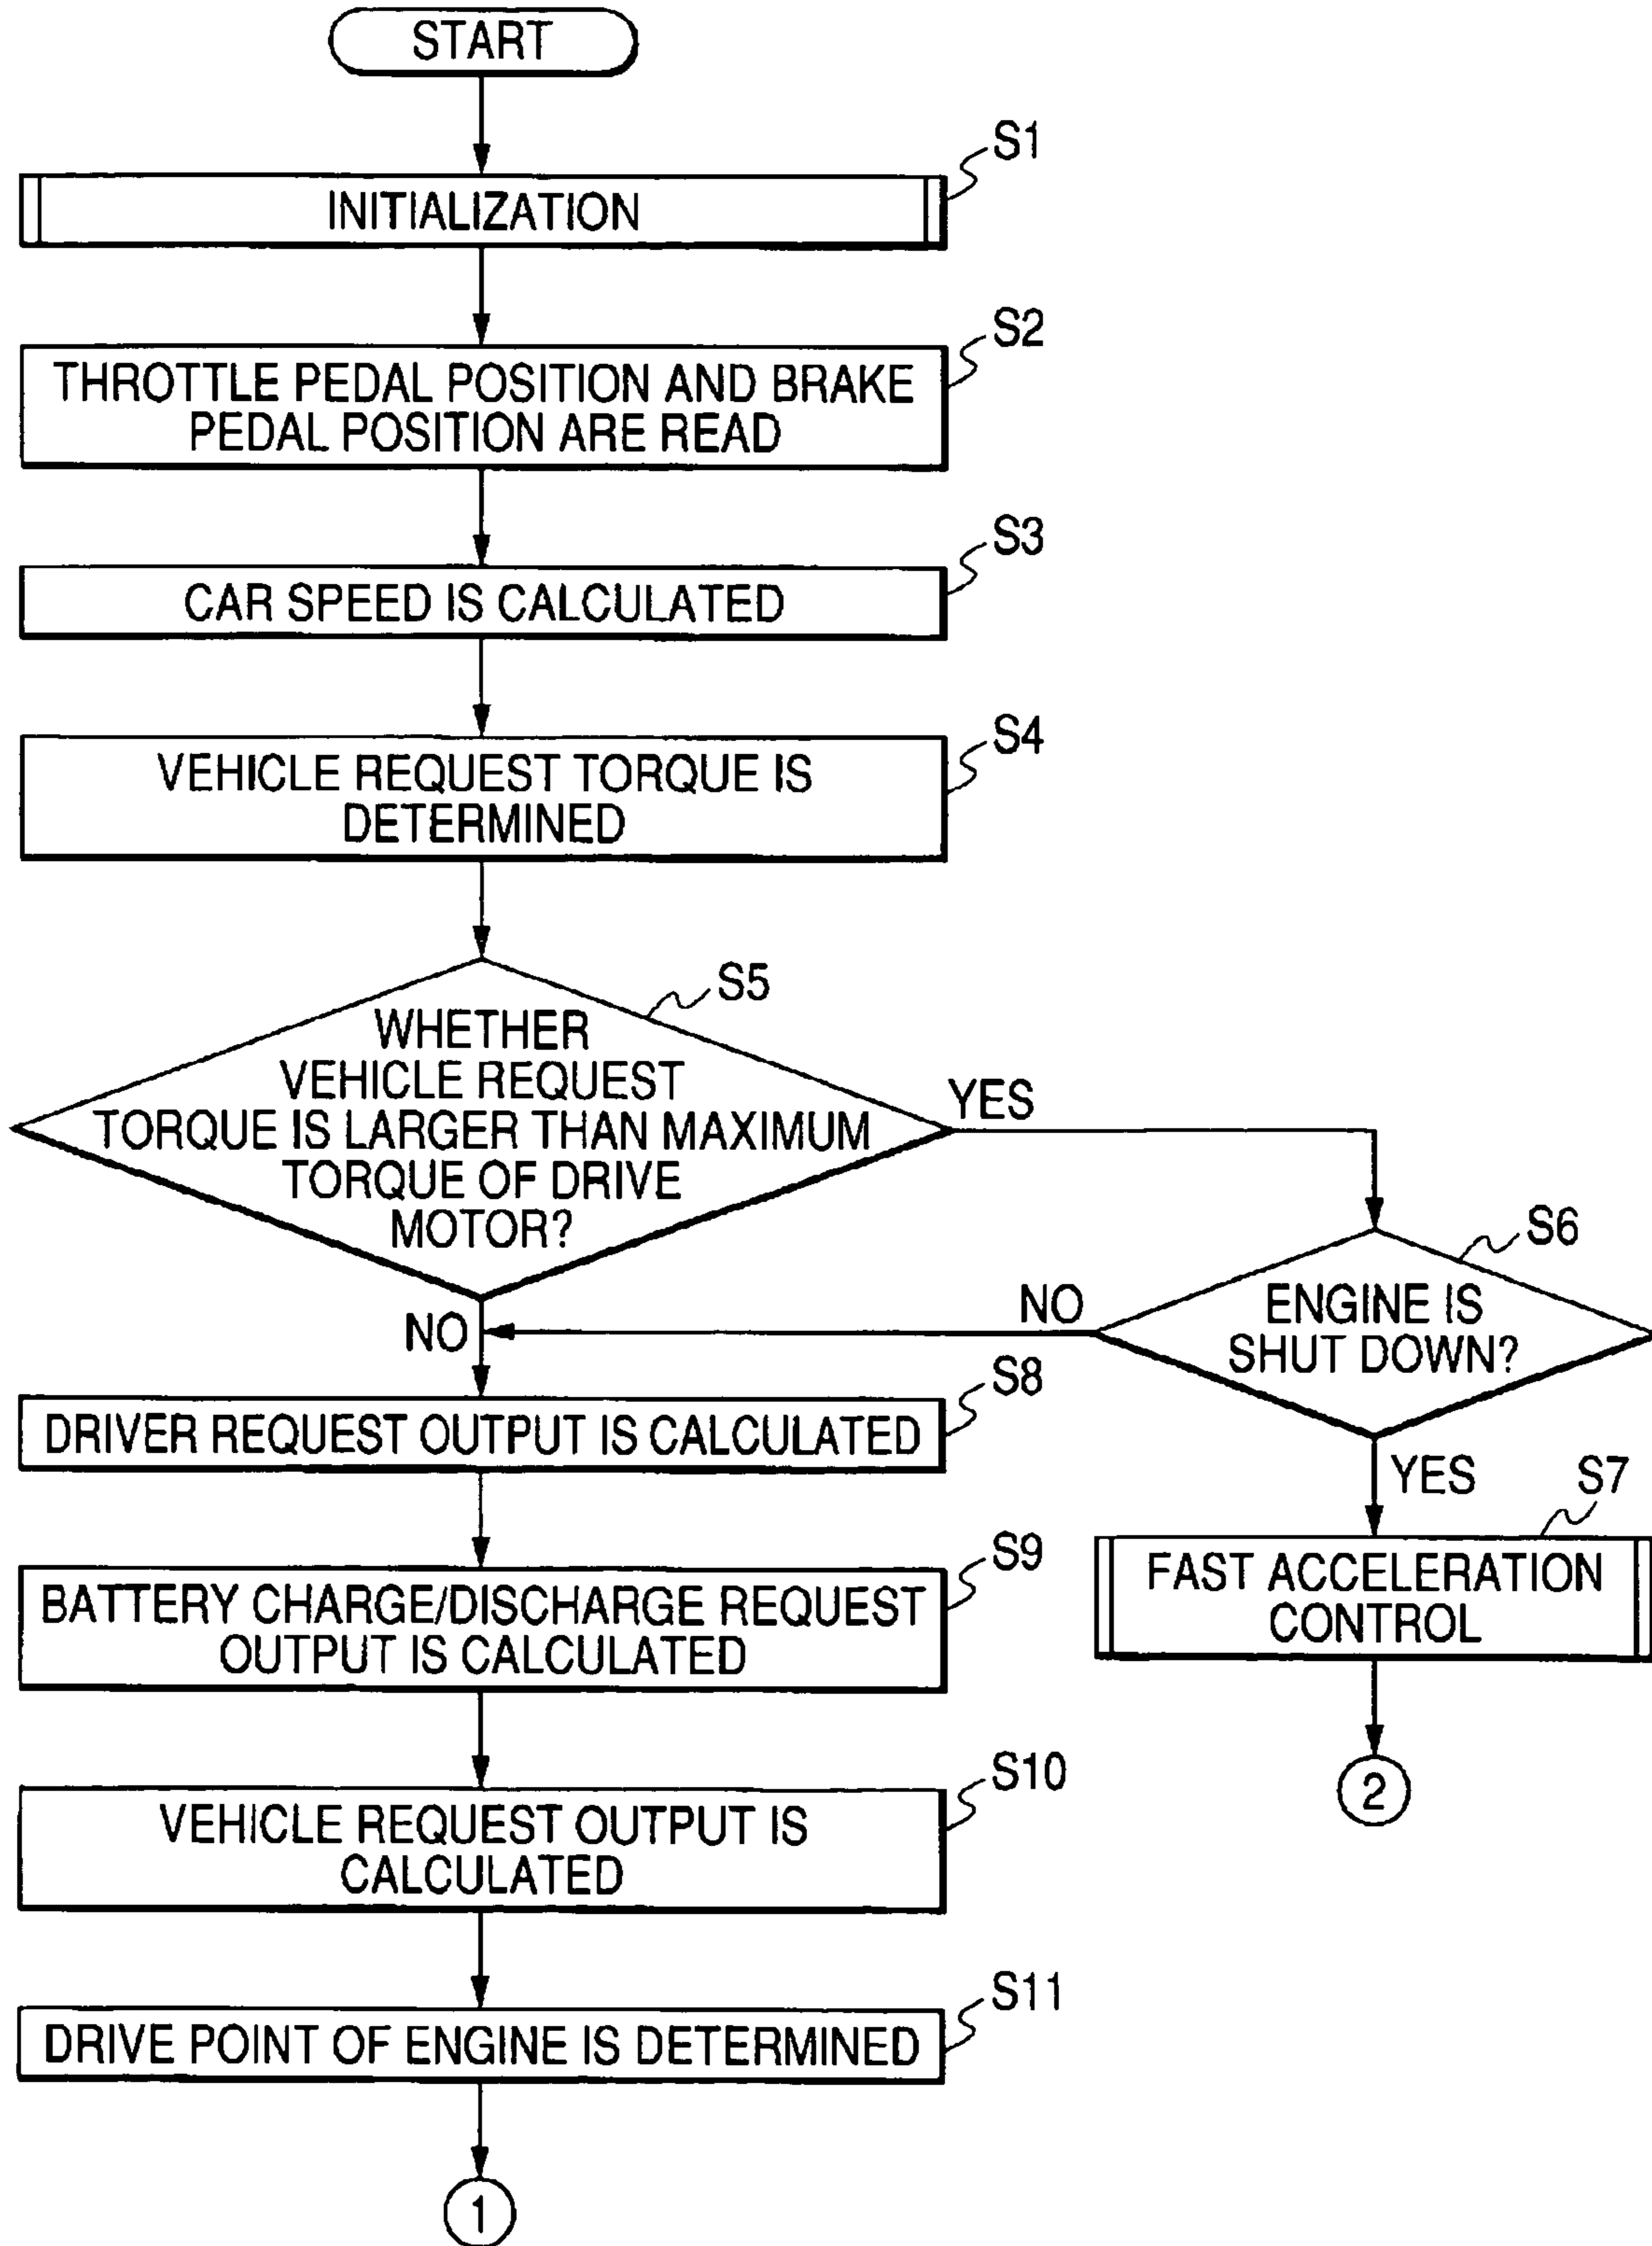 START
S1
INITIALIZATION
S2
THROTTLE PEDAL POSITION AND BRAKE
PEDAL POSITION ARE READ
S3
CAR SPEED IS CALCULATED
S4
VEHICLE REQUEST TORQUE IS
DETERMINED
S5
WHETHER
VEHICLE REQUEST
TORQUE IS LARGER THAN MAXIMUM
TORQUE OF DRIVE
MOTOR?
YES
NO
S6
ENGINE IS
SHUT DOWN?
NO
YES
S7
FAST ACCELERATION
CONTROL
2
S8
DRIVER REQUEST OUTPUT IS CALCULATED
S9
BATTERY CHARGE/DISCHARGE REQUEST
OUTPUT IS CALCULATED
S10
VEHICLE REQUEST OUTPUT IS
CALCULATED
S11
DRIVE POINT OF ENGINE IS DETERMINED
1